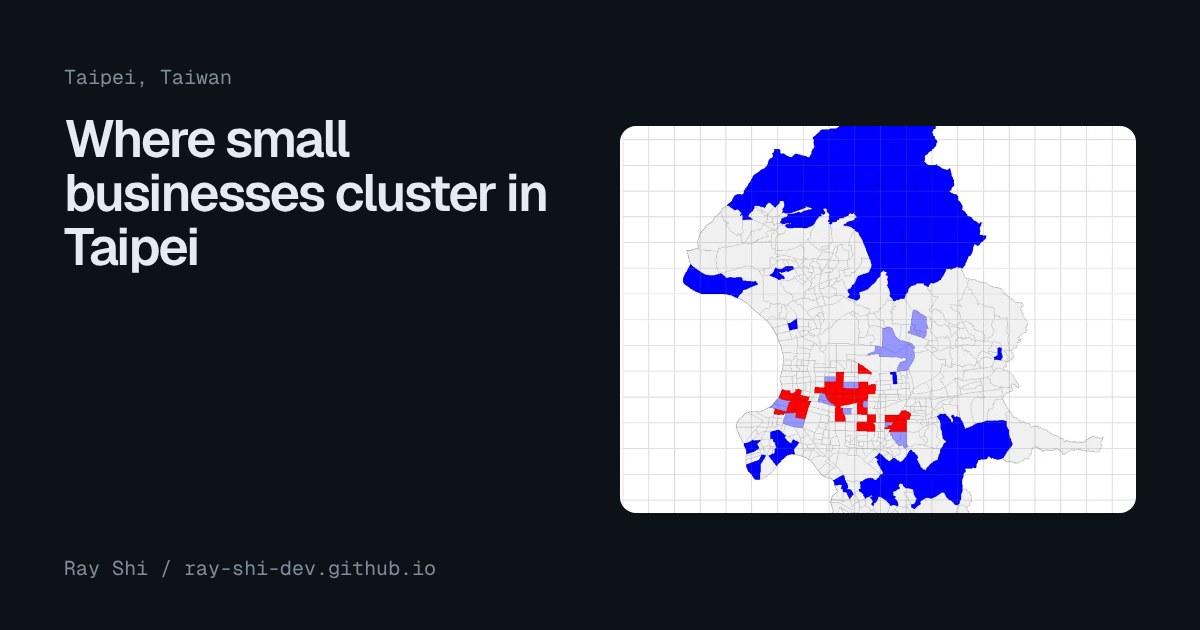 Taipei, Taiwan
Where small
businesses cluster in
Taipei
Ray Shi / ray-shi-dev.github.io